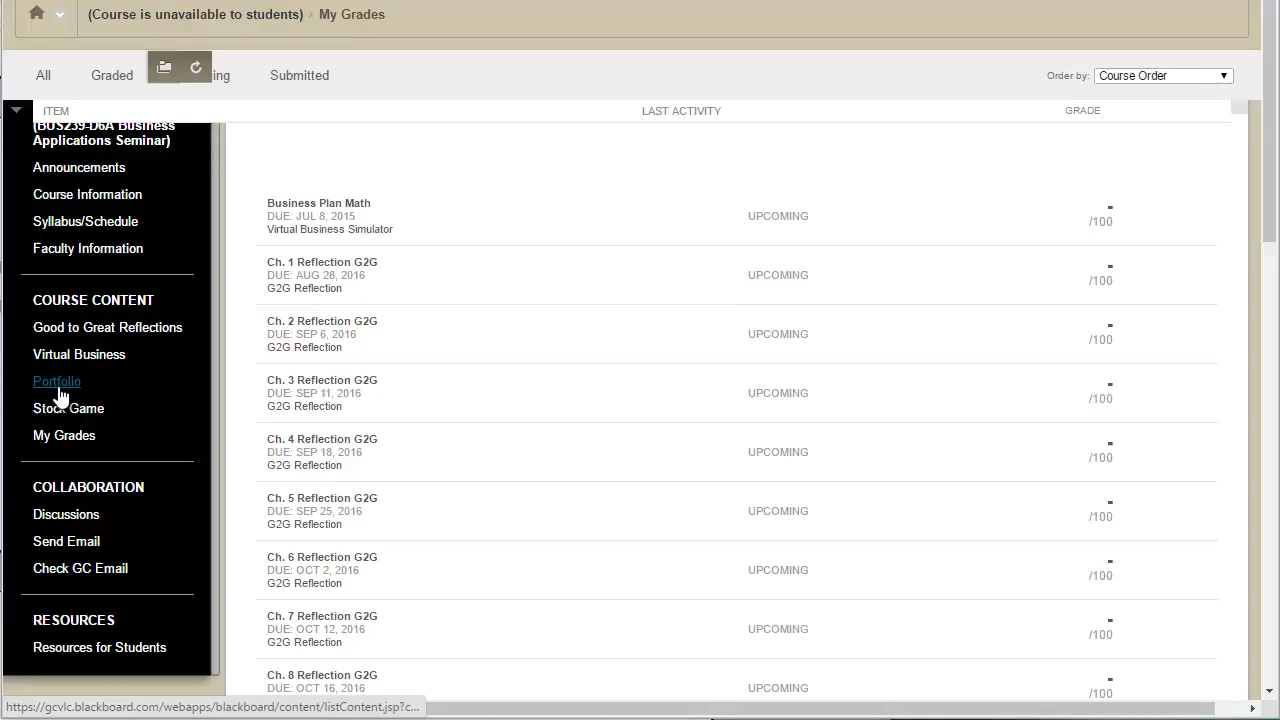 (Course is unavailable to students) › My Grades
All Graded ing Submitted Order by: Course Order
ITEM LAST ACTIVITY GRADE
(BUS239-D6A Business
Applications Seminar)
Announcements
Course Information
Syllabus/Schedule
Faculty Information
COURSE CONTENT
Good to Great Reflections
Virtual Business
Portfolio
Stock Game
My Grades
COLLABORATION
Discussions
Send Email
Check GC Email
RESOURCES
Resources for Students
Business Plan Math
DUE: JUL 8, 2015 UPCOMING - /100
Virtual Business Simulator
Ch. 1 Reflection G2G
DUE: AUG 28, 2016 UPCOMING - /100
G2G Reflection
Ch. 2 Reflection G2G
DUE: SEP 6, 2016 UPCOMING - /100
G2G Reflection
Ch. 3 Reflection G2G
DUE: SEP 11, 2016 UPCOMING - /100
G2G Reflection
Ch. 4 Reflection G2G
DUE: SEP 18, 2016 UPCOMING - /100
G2G Reflection
Ch. 5 Reflection G2G
DUE: SEP 25, 2016 UPCOMING - /100
G2G Reflection
Ch. 6 Reflection G2G
DUE: OCT 2, 2016 UPCOMING - /100
G2G Reflection
Ch. 7 Reflection G2G
DUE: OCT 12, 2016 UPCOMING - /100
G2G Reflection
Ch. 8 Reflection G2G
DUE: OCT 16, 2016 UPCOMING - /100
https://gcvlc.blackboard.com/webapps/blackboard/content/listContent.jsp?c...